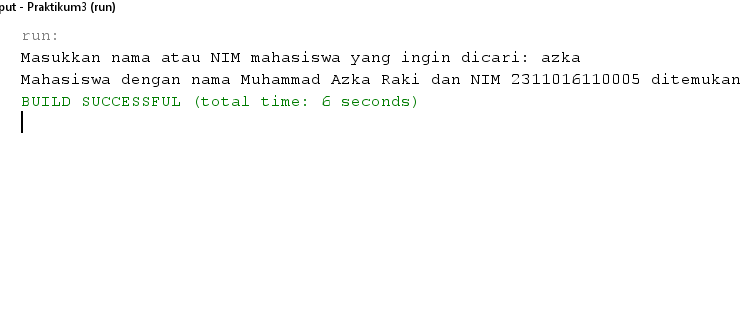 put - Praktikum3 (run)
run:
Masukkan nama atau NIM mahasiswa yang ingin dicari: azka
Mahasiswa dengan nama Muhammad Azka Raki dan NIM 2311016110005 ditemukan
BUILD SUCCESSFUL (total time: 6 seconds)